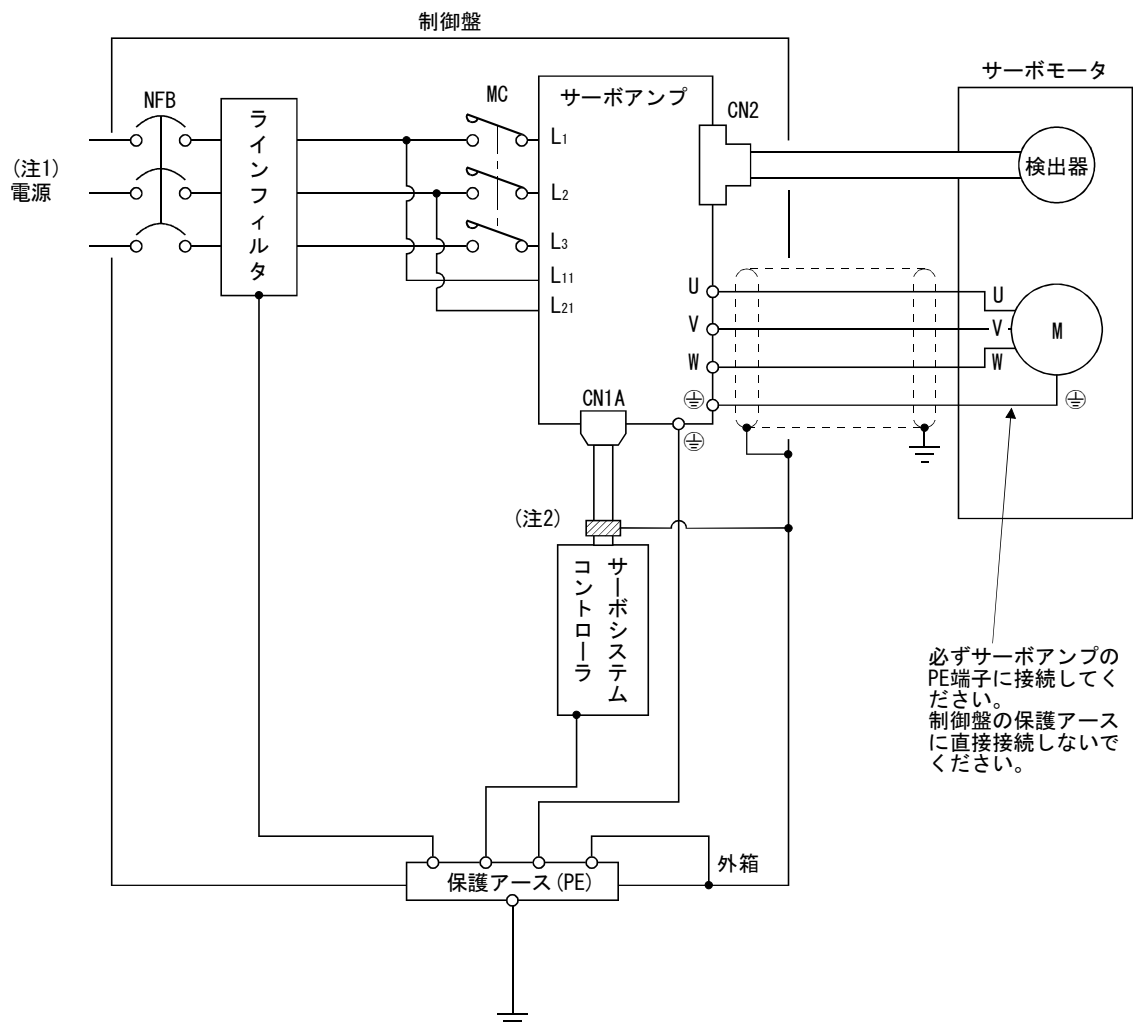 制御盤
サーボモータ
NFB
ラインフィルタ
MC
サーボアンプ
CN2
(注1)
電源
L1
L2
L3
L11
L21
検出器
U
V
W
U
V
W
M
CN1A
(注2)
サーボシステム
コントローラ
必ずサーボアンプの
PE端子に接続してく
ださい。
制御盤の保護アース
に直接接続しないで
ください。
外箱
保護アース(PE)